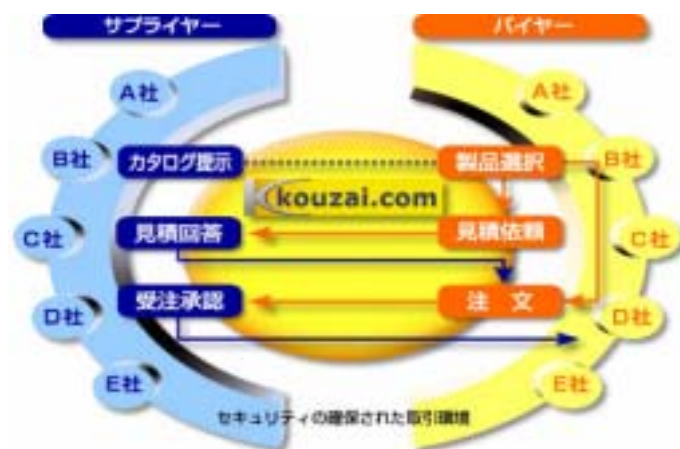 サプライヤー バイヤー
A社 A社
B社 カタログ提示 製品選択 B社
kouzai.com
C社 見積回答 見積依頼 C社
D社 受注承認 注 文 D社
E社 E社
セキュリティの確保された取引環境